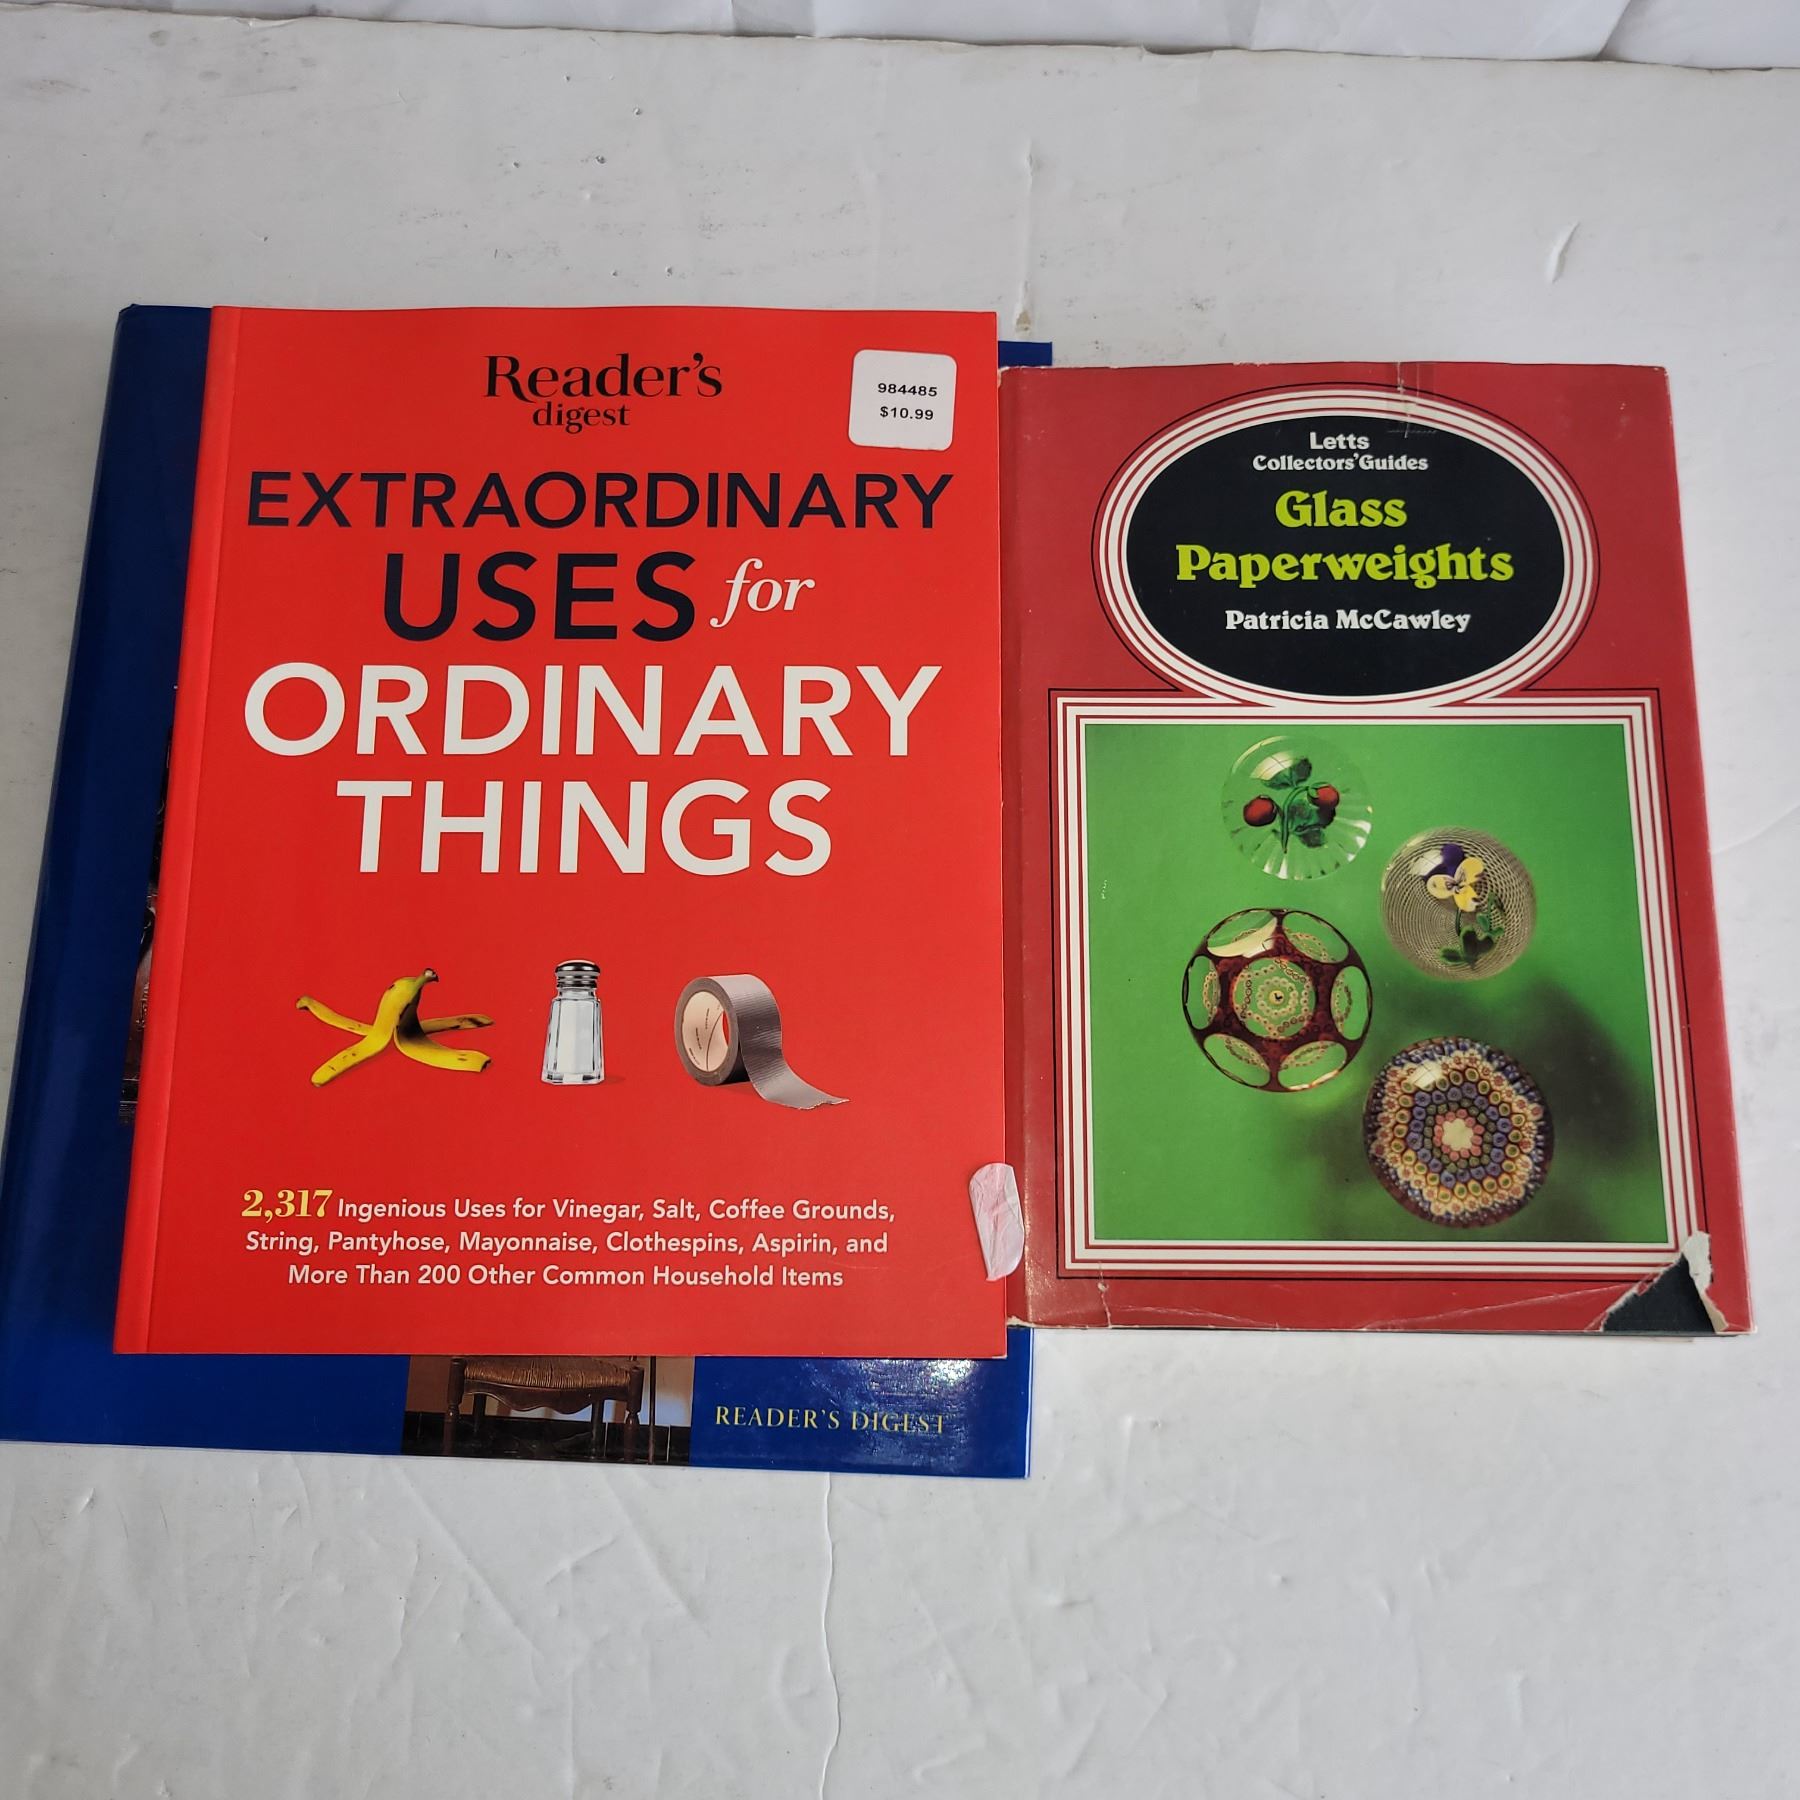 Reader's
digest
984485
$10.99
EXTRAORDINARY
USES for
ORDINARY
THINGS
2,317 Ingenious Uses for Vinegar, Salt, Coffee Grounds,
String, Pantyhose, Mayonnaise, Clothespins, Aspirin, and
More Than 200 Other Common Household Items
READER'S DIGEST
Letts
Collectors' Guides
Glass
Paperweights
Patricia McCawley